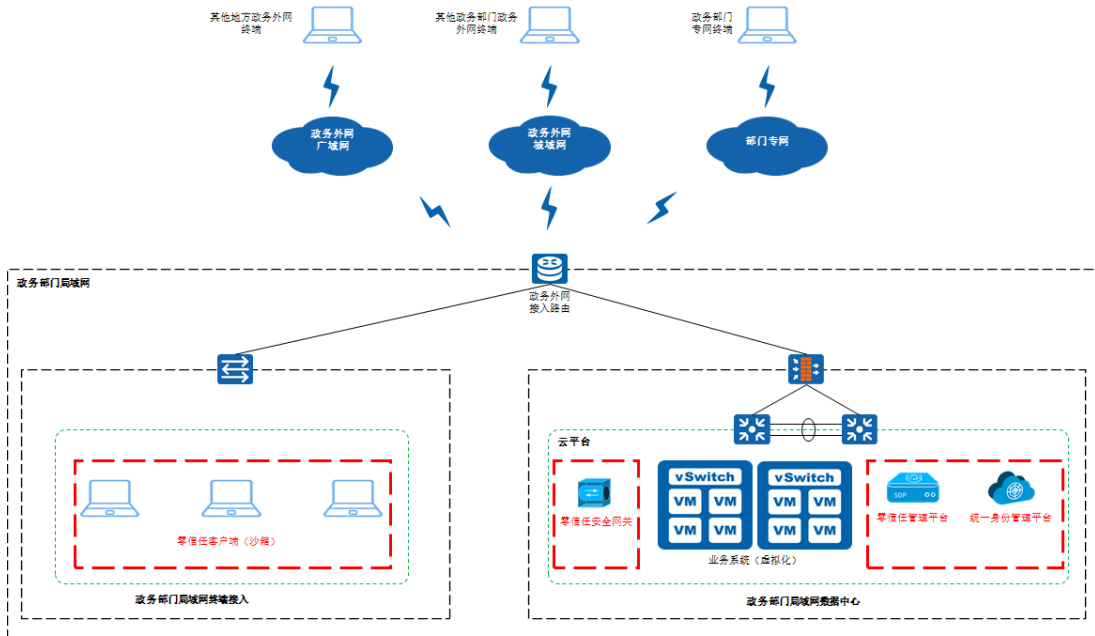 其他地方政务外网
终端
其他政务部门政务
外网终端
政务部门
专网终端
政务外网
广域网
政务外网
城域网
部门专网
政务部门局域网
政务外网
接入路由
云平台
vSwitch
vSwitch
VM
VM
VM
VM
VM
VM
VM
VM
SDP
零信任安全网关
零信任管理平台
统一身份管理平台
零信任客户端（沙箱）
业务系统（虚拟化）
政务部门局域网终端接入
政务部门局域网数据中心